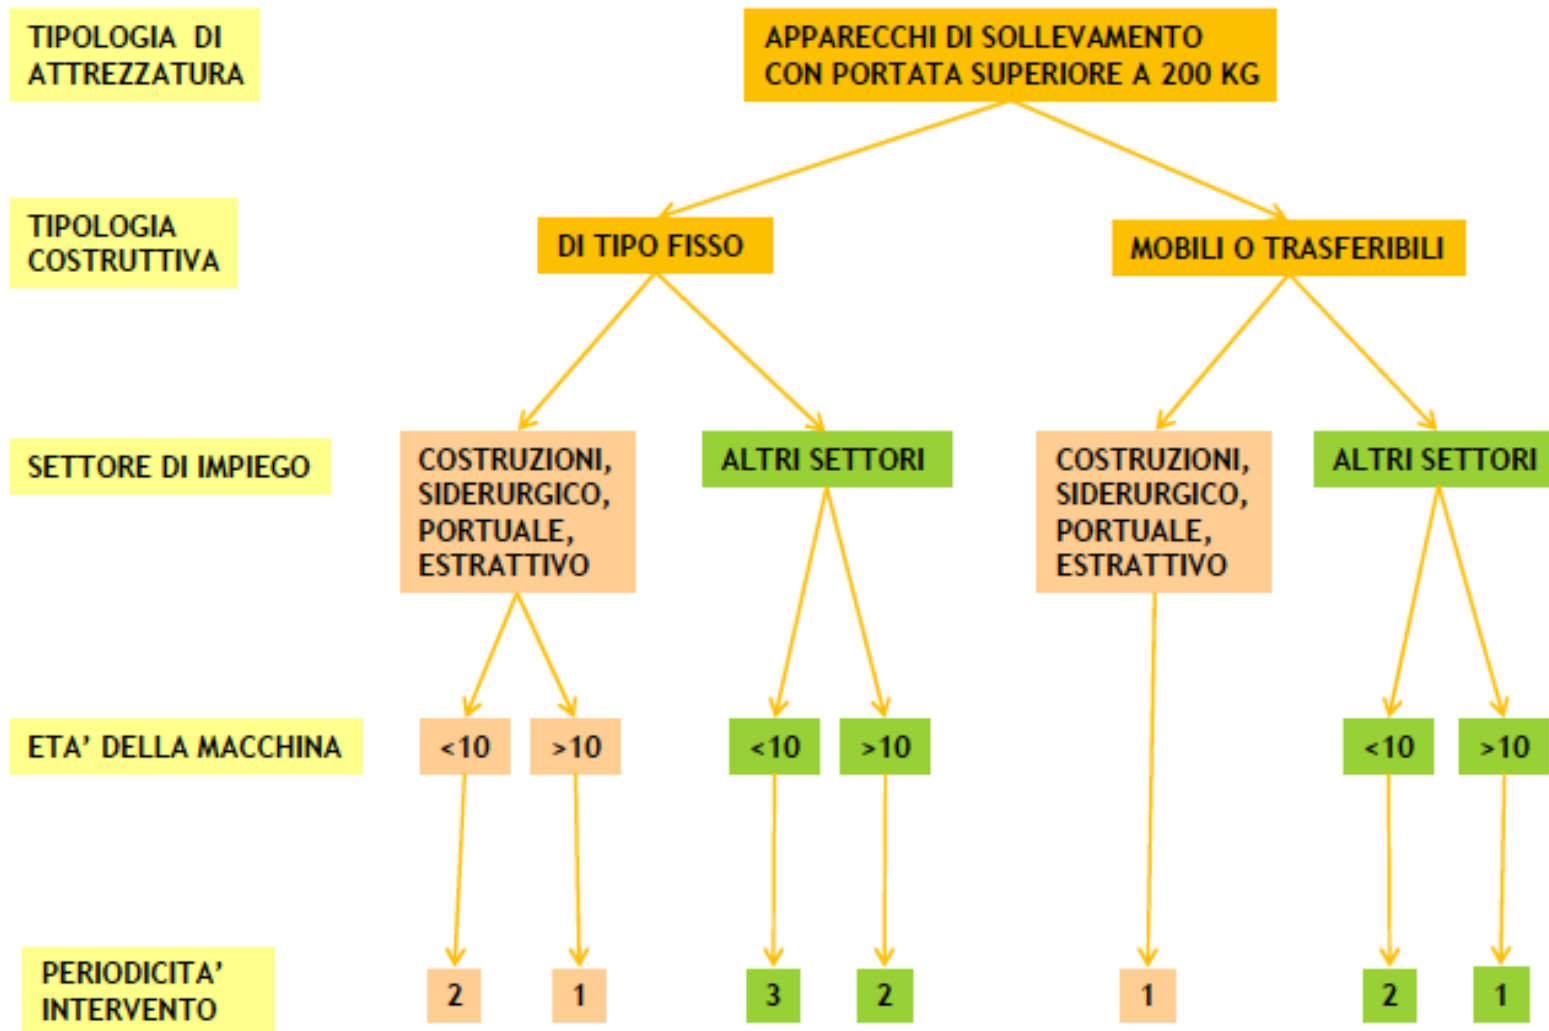 TIPOLOGIA DI
ATTREZZATURA
APPARECCHI DI SOLLEVAMENTO
CON PORTATA SUPERIORE A 200 KG
TIPOLOGIA
COSTRUTTIVA
DI TIPO FISSO
MOBILI O TRASFERIBILI
SETTORE DI IMPIEGO
COSTRUZIONI,
SIDERURGICO,
PORTUALE,
ESTRATTIVO
ALTRI SETTORI
COSTRUZIONI,
SIDERURGICO,
PORTUALE,
ESTRATTIVO
ALTRI SETTORI
ETA' DELLA MACCHINA
<10
>10
<10
>10
<10
>10
PERIODICITA'
INTERVENTO
2
1
3
2
1
2
1